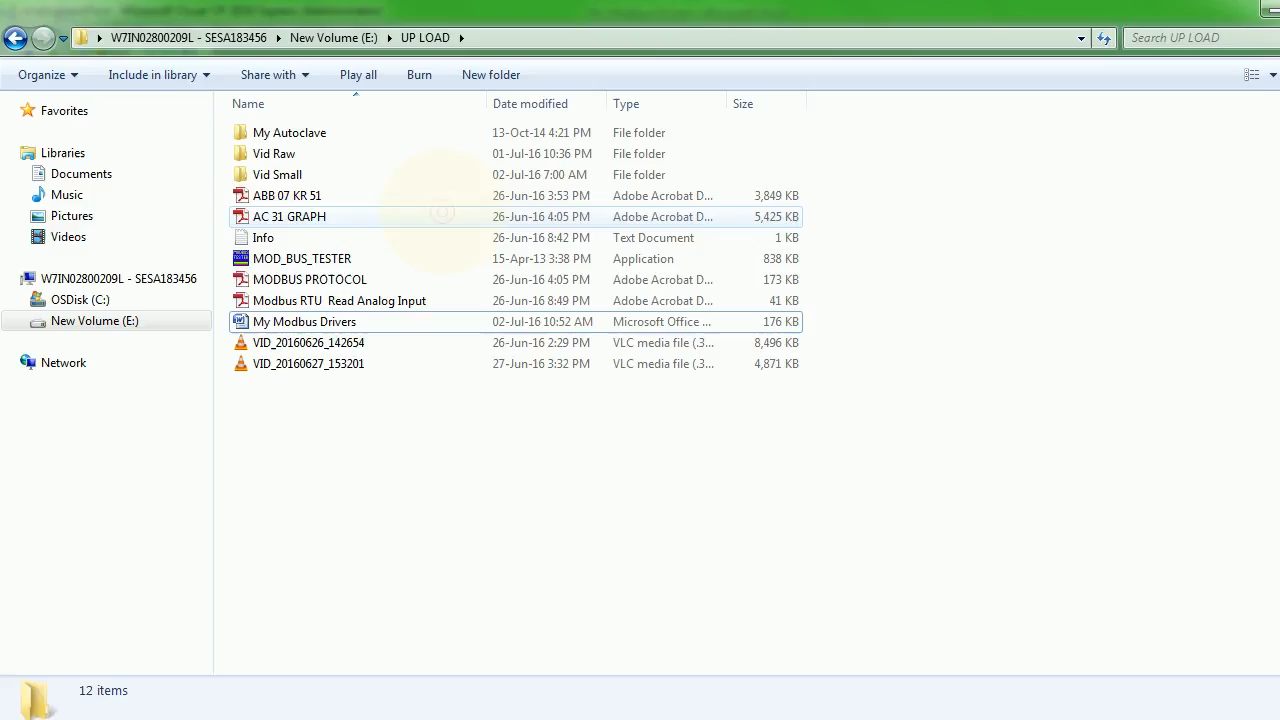 W7IN02800209L - SESA183456 New Volume (E:) UP LOAD Search UP LOAD
Organize Include in library Share with Play all Burn New folder
Name Date modified Type Size
Favorites
Libraries
Documents
Music
Pictures
Videos
W7IN02800209L - SESA183456
OSDisk (C:)
New Volume (E:)
Network
My Autoclave 13-Oct-14 4:21 PM File folder
Vid Raw 01-Jul-16 10:36 PM File folder
Vid Small 02-Jul-16 7:00 AM File folder
ABB 07 KR 51 26-Jun-16 3:53 PM Adobe Acrobat D... 3,849 KB
AC 31 GRAPH 26-Jun-16 4:05 PM Adobe Acrobat D... 5,425 KB
Info 26-Jun-16 8:42 PM Text Document 1 KB
MOD_BUS_TESTER 15-Apr-13 3:38 PM Application 838 KB
MODBUS PROTOCOL 26-Jun-16 4:05 PM Adobe Acrobat D... 173 KB
Modbus RTU Read Analog Input 26-Jun-16 8:49 PM Adobe Acrobat D... 41 KB
My Modbus Drivers 02-Jul-16 10:52 AM Microsoft Office ... 176 KB
VID_20160626_142654 26-Jun-16 2:29 PM VLC media file (.3... 8,496 KB
VID_20160627_153201 27-Jun-16 3:32 PM VLC media file (.3... 4,871 KB
12 items